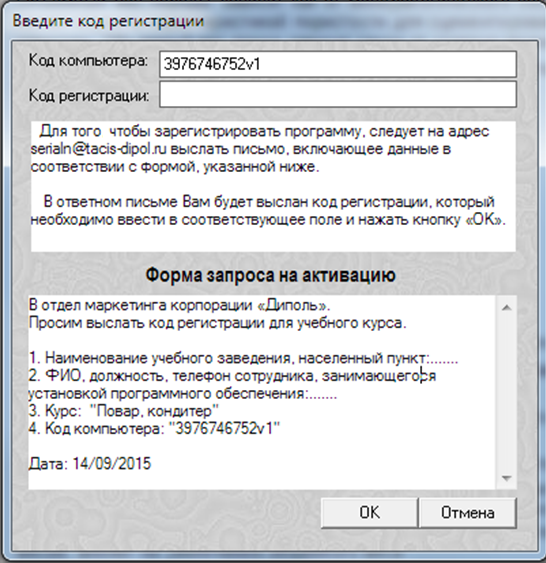 Введите код регистрации
Код компьютера: 3976746752v1
Код регистрации:
Для того чтобы зарегистрировать программу, следует на адрес
serialn@tacis-dipol.ru выслать письмо, включающее данные в
соответствии с формой, указанной ниже.
В ответном письме Вам будет выслан код регистрации, который
необходимо ввести в соответствующее поле и нажать кнопку «ОК».
Форма запроса на активацию
В отдел маркетинга корпорации «Диполь».
Просим выслать код регистрации для учебного курса.
1. Наименование учебного заведения, населенный пункт:.......
2. ФИО, должность, телефон сотрудника, занимающегося
установкой программного обеспечения:.......
3. Курс: "Повар, кондитер"
4. Код компьютера: "3976746752v1"
Дата: 14/09/2015
ОК Отмена